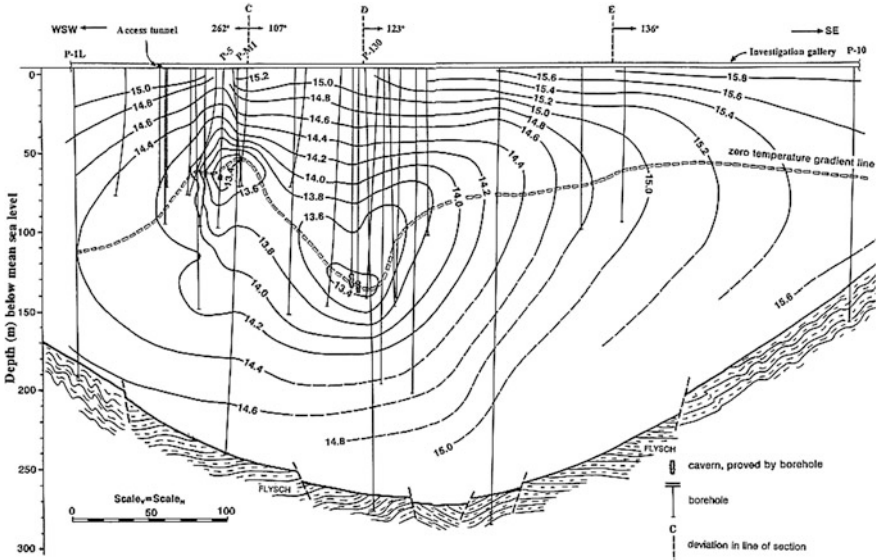 C D E
262° 107° 123° 136°
WSW SE
P-1L Access tunnel P-5 P-M1 P-130 Investigation gallery P-10
Depth (m) below mean sea level
0
50
100
150
200
250
300
15.2 15.0 15.6 15.8
15.0 14.8 15.4 15.6
14.8 14.8 14.6 15.2
14.6 14.6 14.4 15.0
14.4 14.4 14.2 14.8
14.2 14.6
14.0 14.4 15.2
13.4 13.8 14.0 14.2 15.0
13.6 13.6
zero temperature gradient line
13.8
13.4
14.0
14.2
15.6
14.4
14.6
14.8
15.0
FLYSCH
FLYSCH
cavern, proved by borehole
borehole
C
deviation in line of section
ScaleV=ScaleH
0 50 100